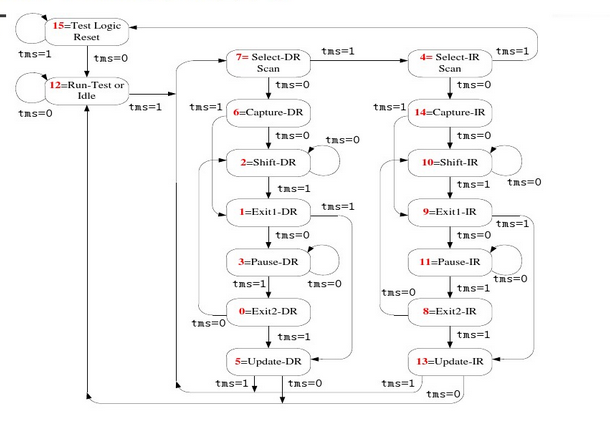 15=Test Logic
Reset
tms=1
tms=0
12=Run-Test or
Idle
tms=0
tms=1
7= Select-DR
Scan
tms=1
tms=0
4= Select-IR
Scan
tms=1
tms=0
tms=1
6=Capture-DR
tms=0
tms=0
2=Shift-DR
tms=1
1=Exit1-DR
tms=1
tms=0
3=Pause-DR
tms=1
tms=0
0=Exit2-DR
tms=0
tms=1
5=Update-DR
tms=1
tms=0
tms=1
14=Capture-IR
tms=0
10=Shift-IR
tms=0
tms=1
9=Exit1-IR
tms=1
tms=0
11=Pause-IR
tms=0
tms=1
tms=0
8=Exit2-IR
tms=1
13=Update-IR
tms=1
tms=0